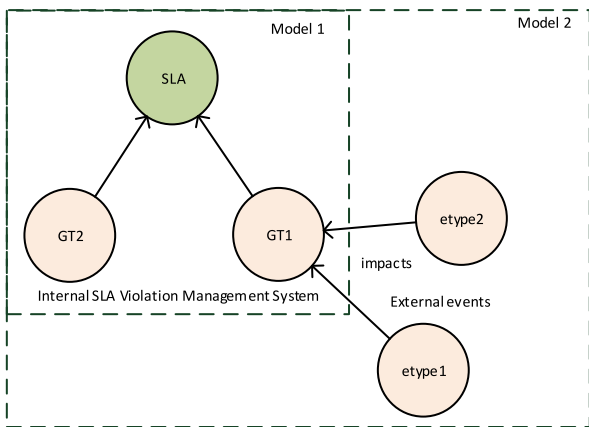 Model 1
Model 2
SLA
GT2
GT1
etype2
impacts
Internal SLA Violation Management System
External events
etype1